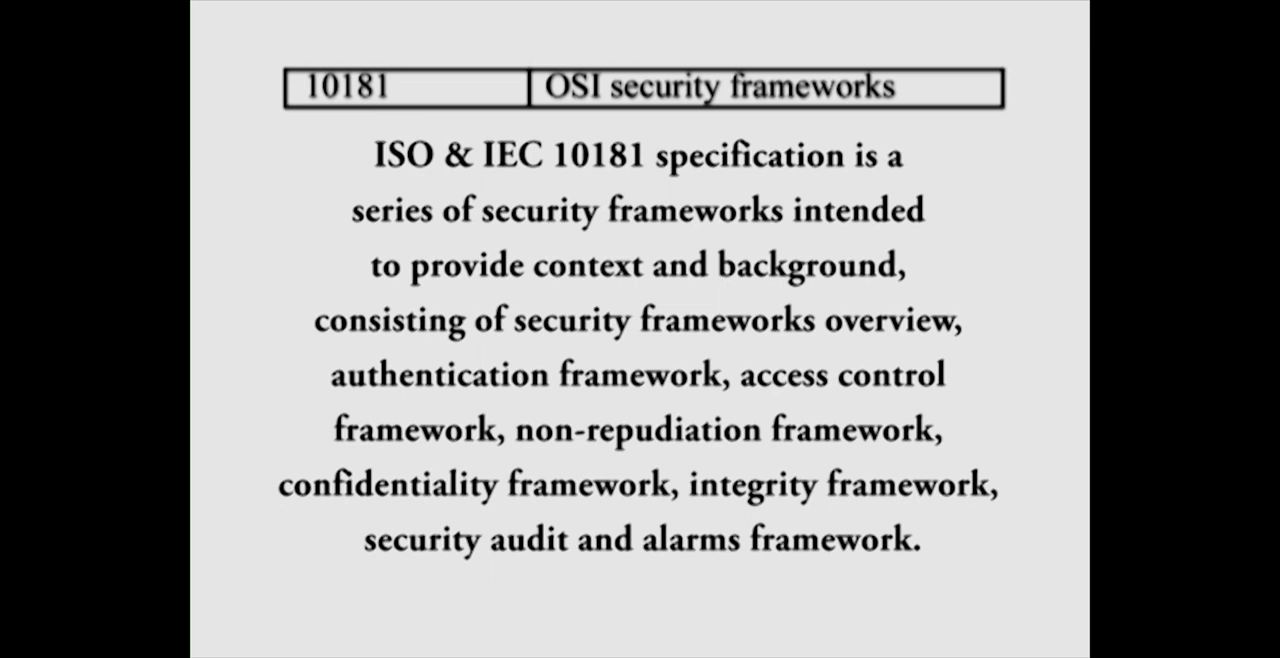 10181 OSI security frameworks
ISO & IEC 10181 specification is a
series of security frameworks intended
to provide context and background,
consisting of security frameworks overview,
authentication framework, access control
framework, non-repudiation framework,
confidentiality framework, integrity framework,
security audit and alarms framework.